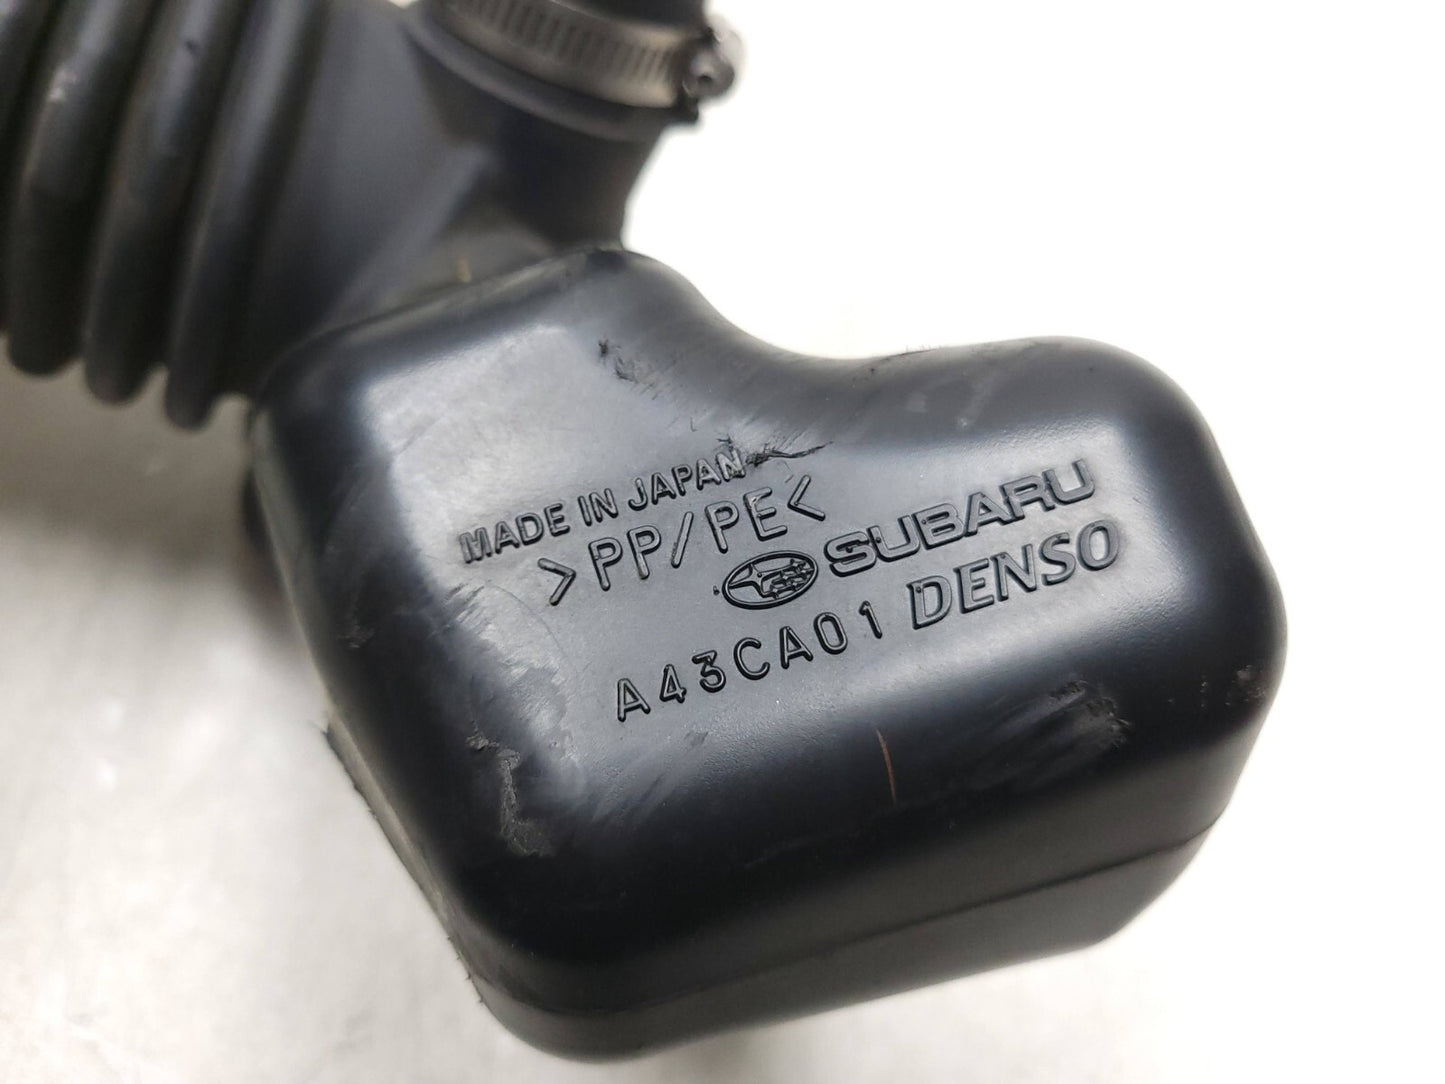 MADE IN JAPAN
>PP/PE<
SUBARU
A43CA01 DENSO